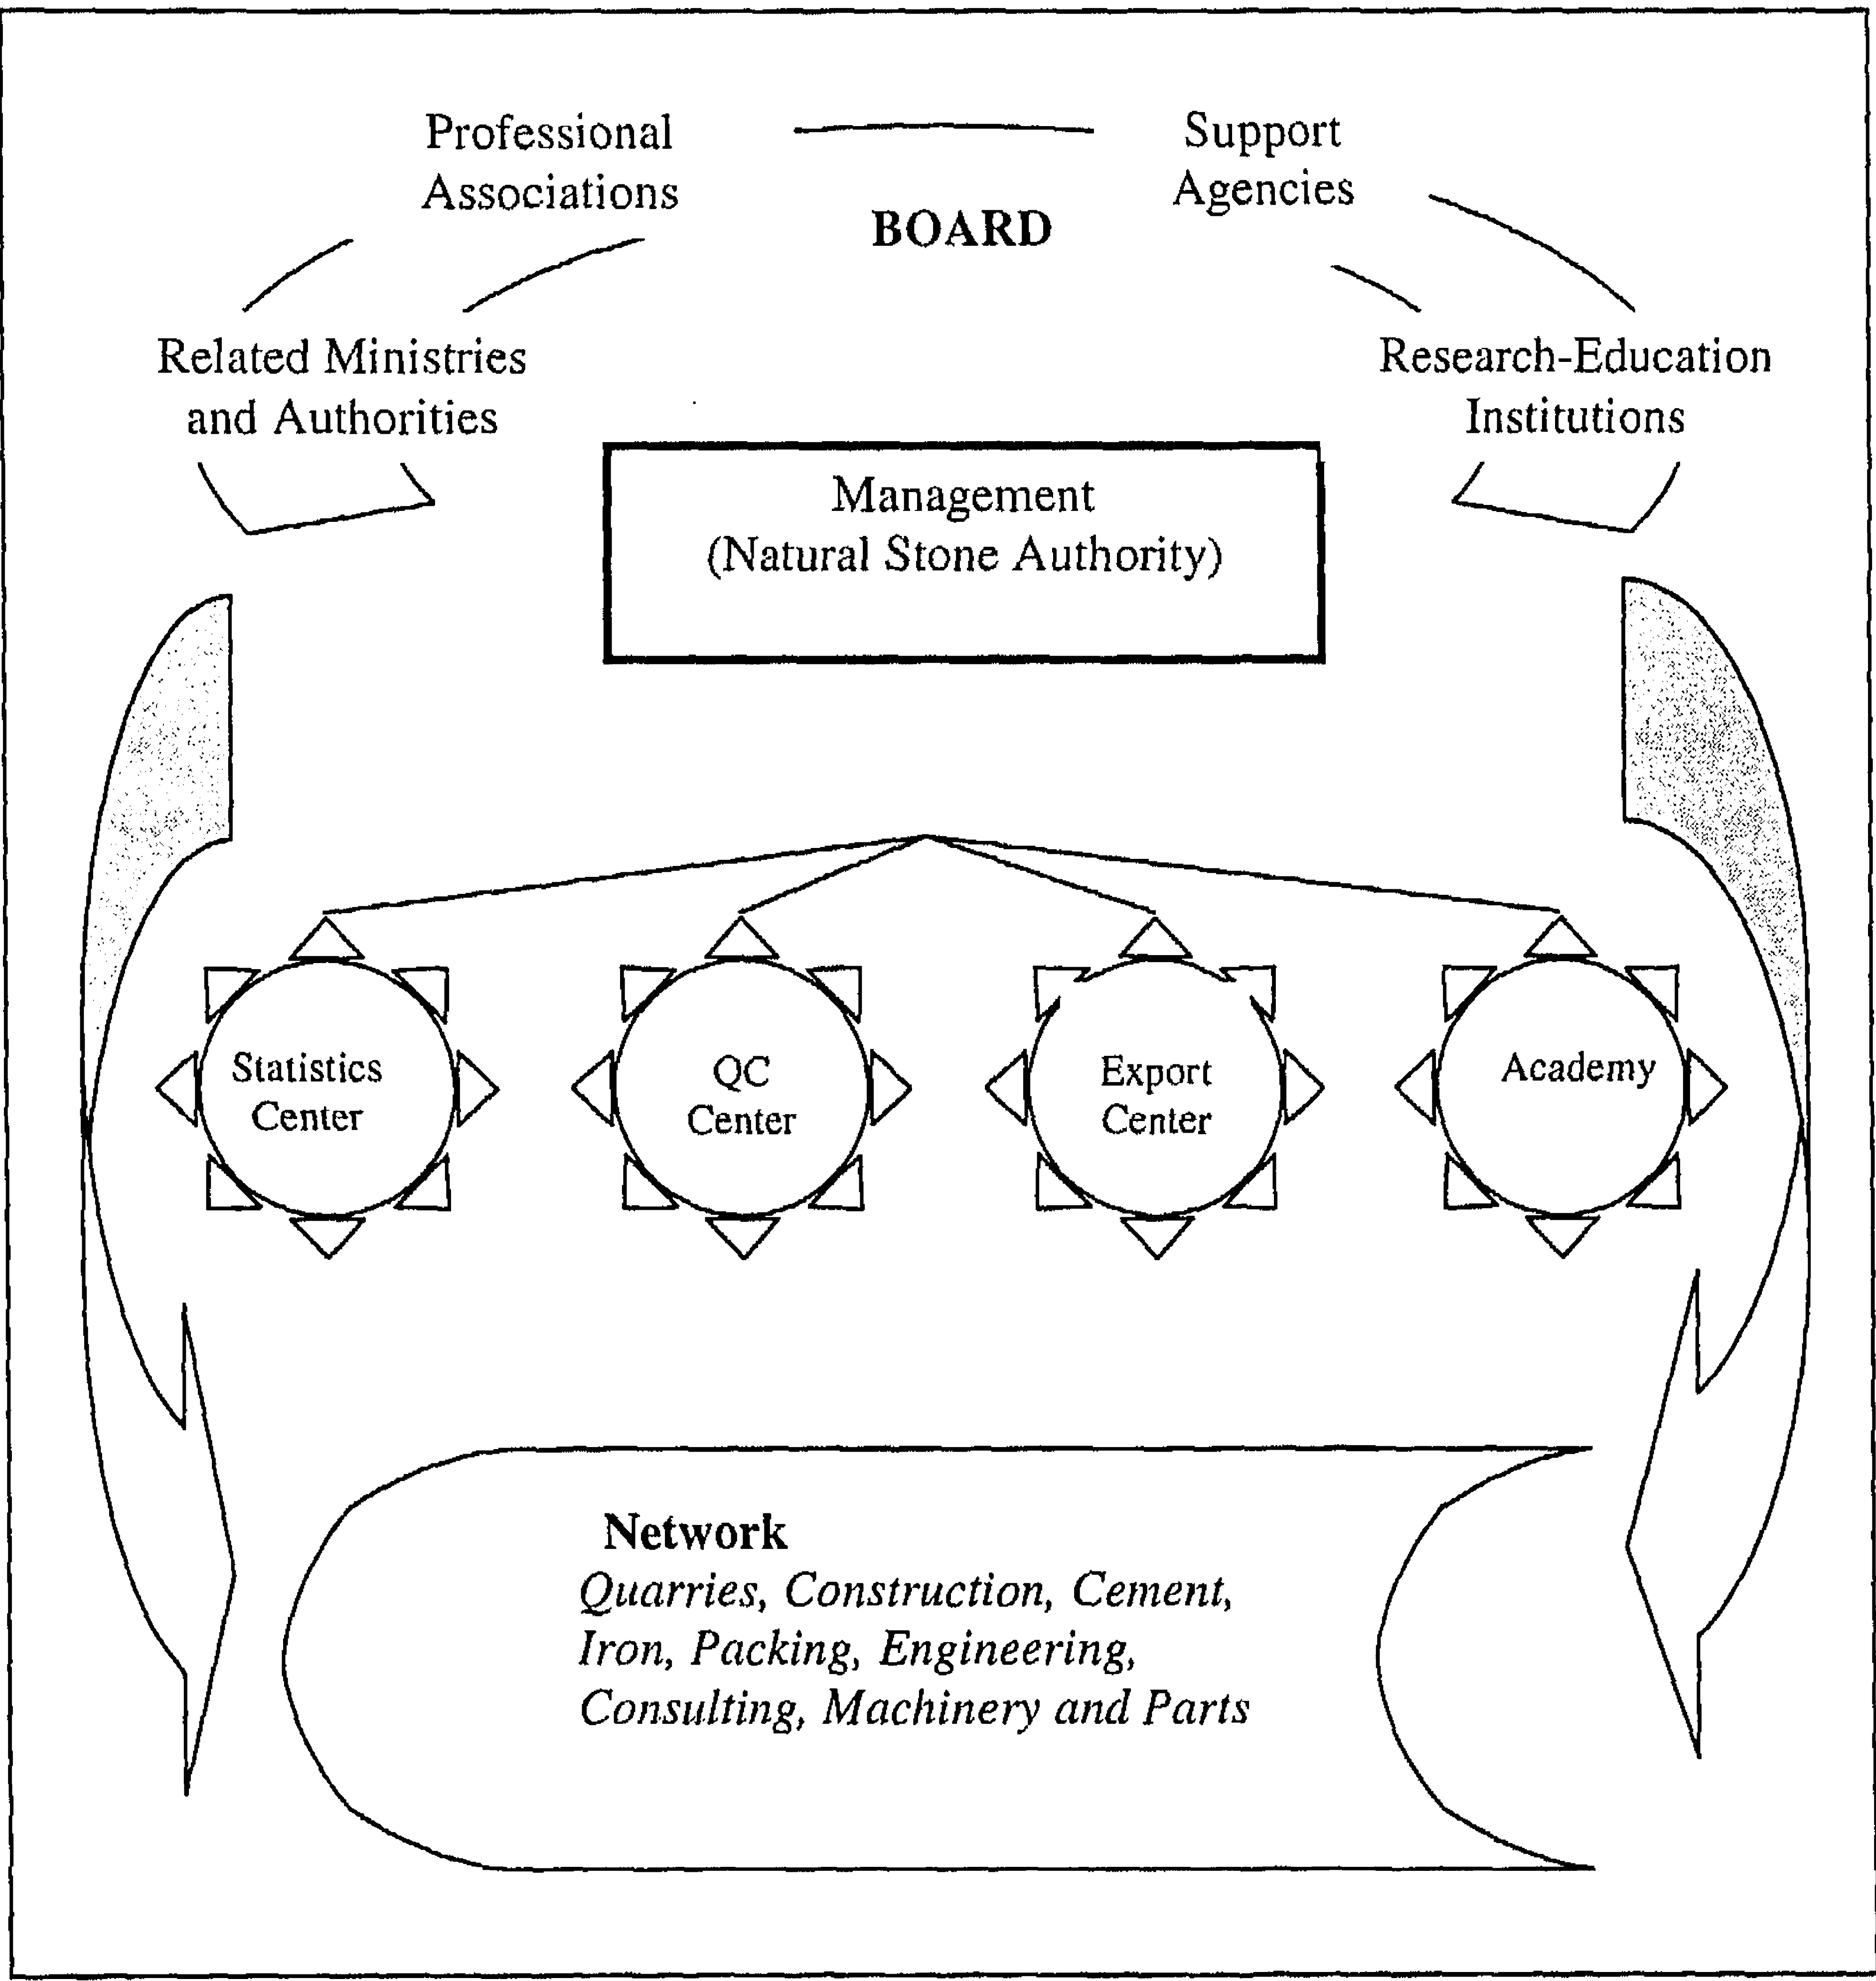 Professional
Associations
Support
Agencies
BOARD
Related Ministries
and Authorities
Research-Education
Institutions
Management
(Natural Stone Authority)
Statistics
Center
QC
Center
Export
Center
Academy
Network
Quarries, Construction, Cement,
Iron, Packing, Engineering,
Consulting, Machinery and Parts